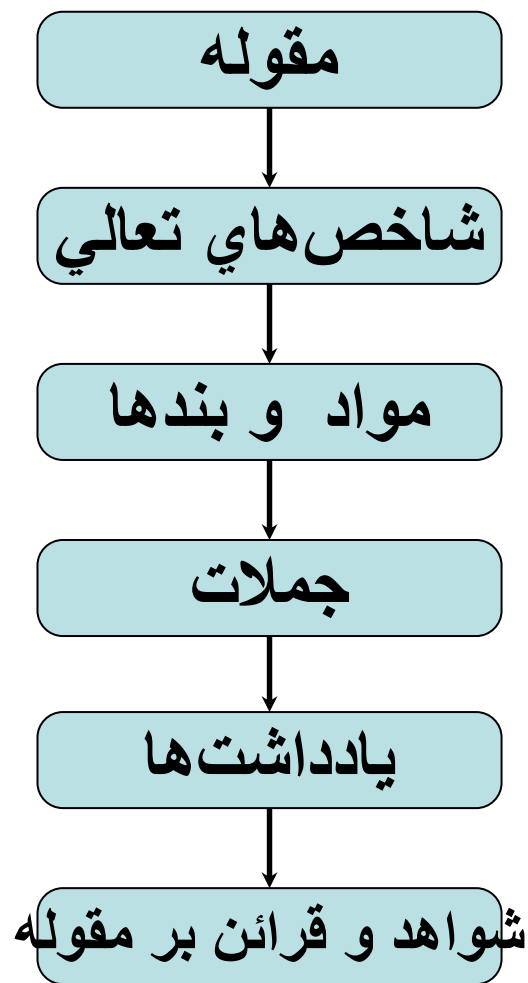 مقوله
شاخص‌هاي تعالي
مواد و بندها
جملات
يادداشت‌ها
شواهد و قرائن بر مقوله